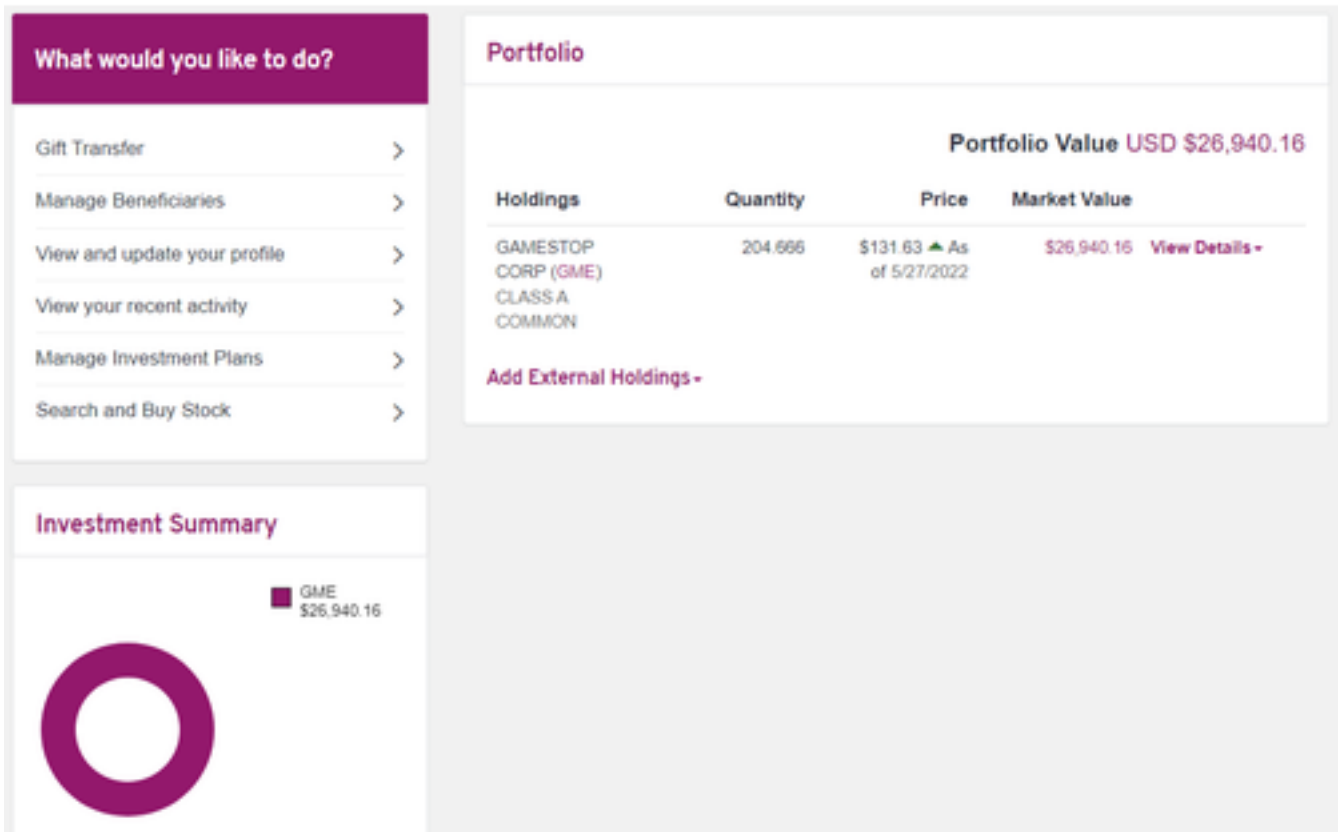 What would you like to do?
Gift Transfer
Manage Beneficiaries
View and update your profile
View your recent activity
Manage Investment Plans
Search and Buy Stock
Portfolio
Portfolio Value USD $26,940.16
Holdings Quantity Price Market Value
GAMESTOP 204.666 $131.63 As $26,940.16 View Details
CORP (GME) of 5/27/2022
CLASS A
COMMON
Add External Holdings
Investment Summary
GME
$26,940.16